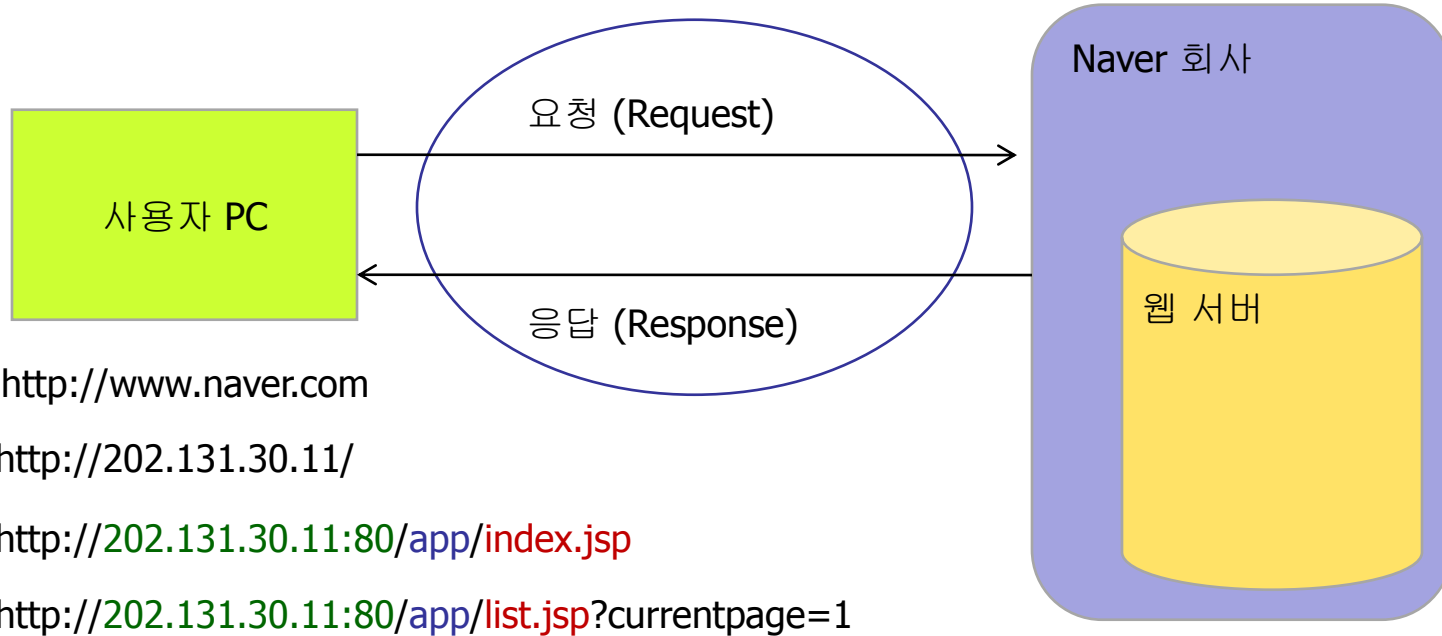 Naver 회사
요청 (Request)
사용자 PC
웹 서버
응답 (Response)
http://www.naver.com
http://202.131.30.11/
http://202.131.30.11:80/app/index.jsp
http://202.131.30.11:80/app/list.jsp?currentpage=1